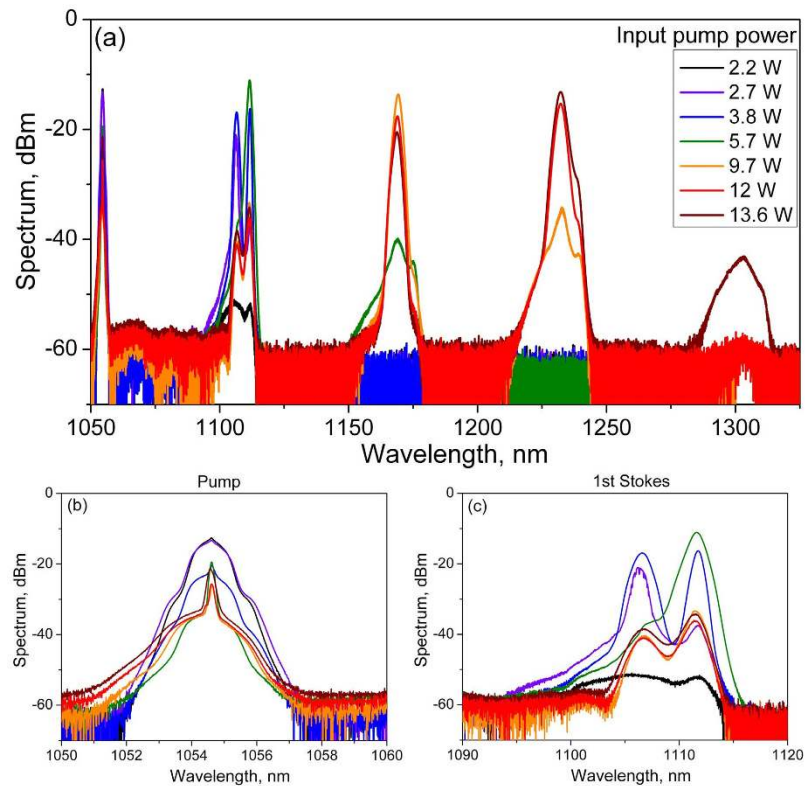 (a)
Input pump power
2.2 W
2.7 W
3.8 W
5.7 W
9.7 W
12 W
13.6 W
0
-20
-40
-60
Spectrum, dBm
1050 1100 1150 1200 1250 1300
Wavelength, nm
Pump
(b)
0
-20
-40
-60
Spectrum, dBm
1050 1052 1054 1056 1058 1060
Wavelength, nm
1st Stokes
(c)
0
-20
-40
-60
Spectrum, dBm
1090 1100 1110 1120
Wavelength, nm